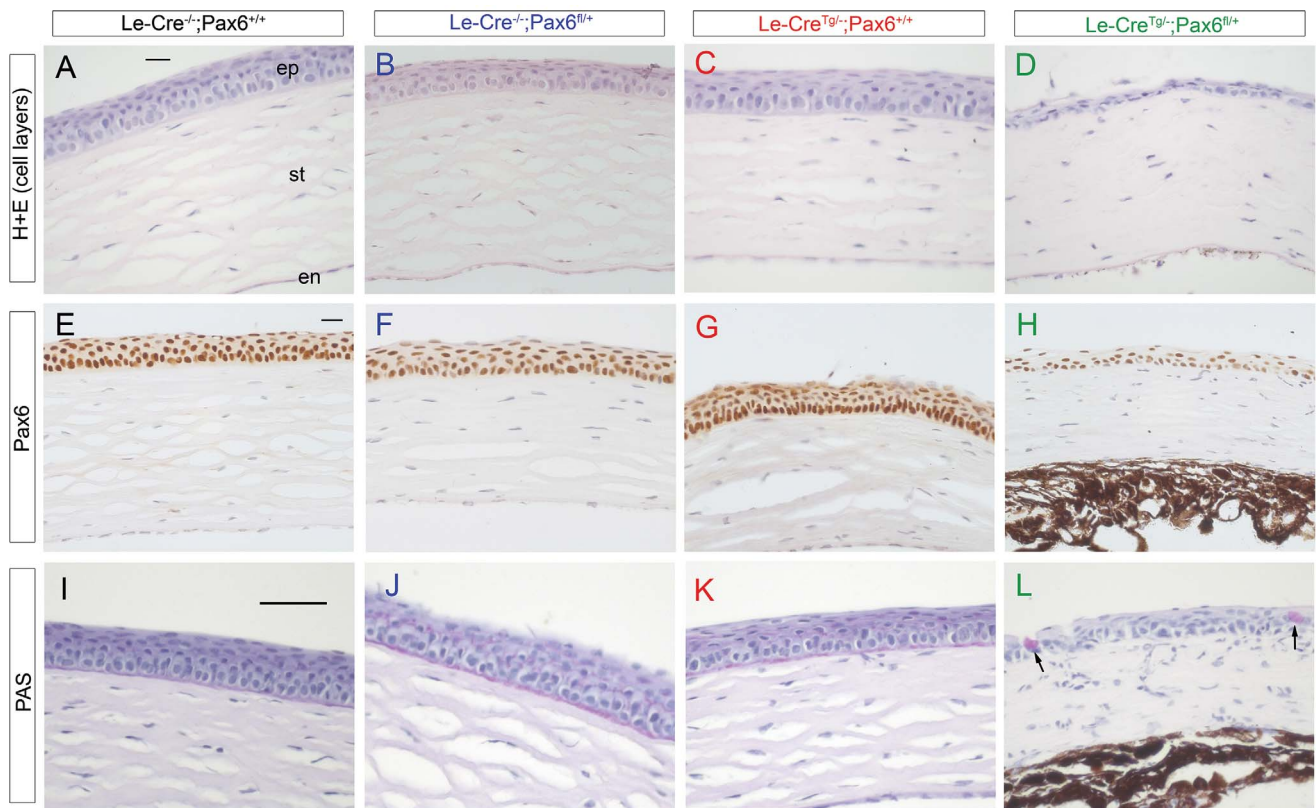 Le-Cre-/-;Pax6+/+
Le-Cre-/-;Pax6fl/+
Le-CreTg/-;Pax6+/+
Le-CreTg/-;Pax6fl/+
H+E (cell layers)
A
ep
st
en
B
C
D
Pax6
E
F
G
H
PAS
I
J
K
L